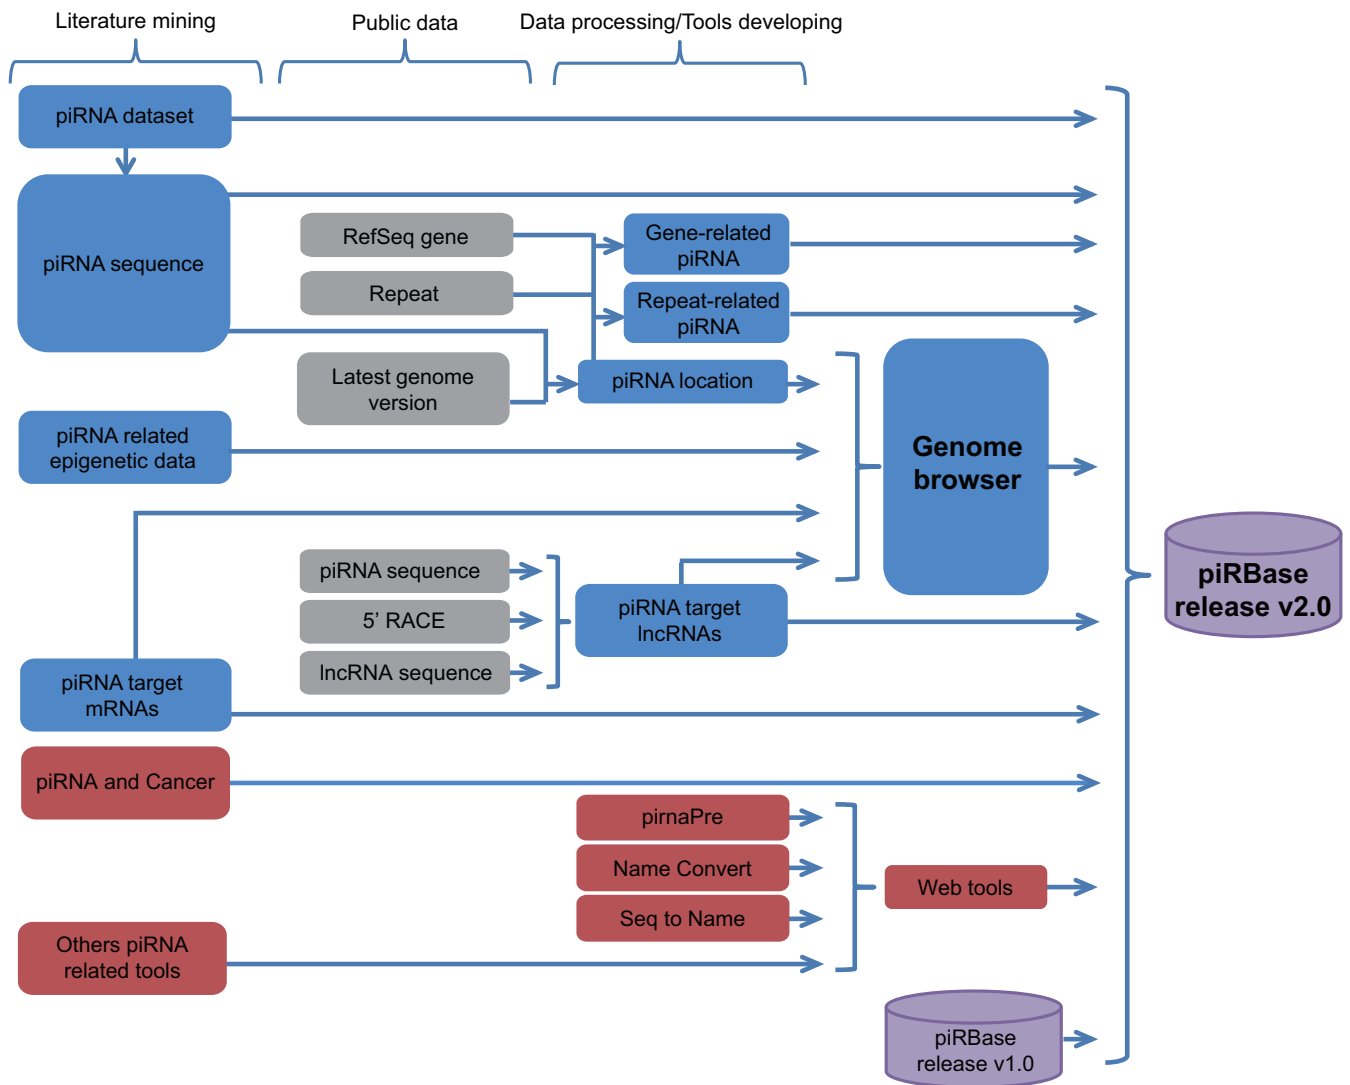 Literature mining
Public data
Data processing/Tools developing
piRNA dataset
piRNA sequence
RefSeq gene
Repeat
Latest genome
version
Gene-related
piRNA
Repeat-related
piRNA
piRNA location
piRNA related
epigenetic data
Genome
browser
piRNA sequence
5’ RACE
lncRNA sequence
piRNA target
lncRNAs
piRBase
release v2.0
piRNA target
mRNAs
piRNA and Cancer
pirnaPre
Name Convert
Seq to Name
Web tools
Others piRNA
related tools
piRBase
release v1.0